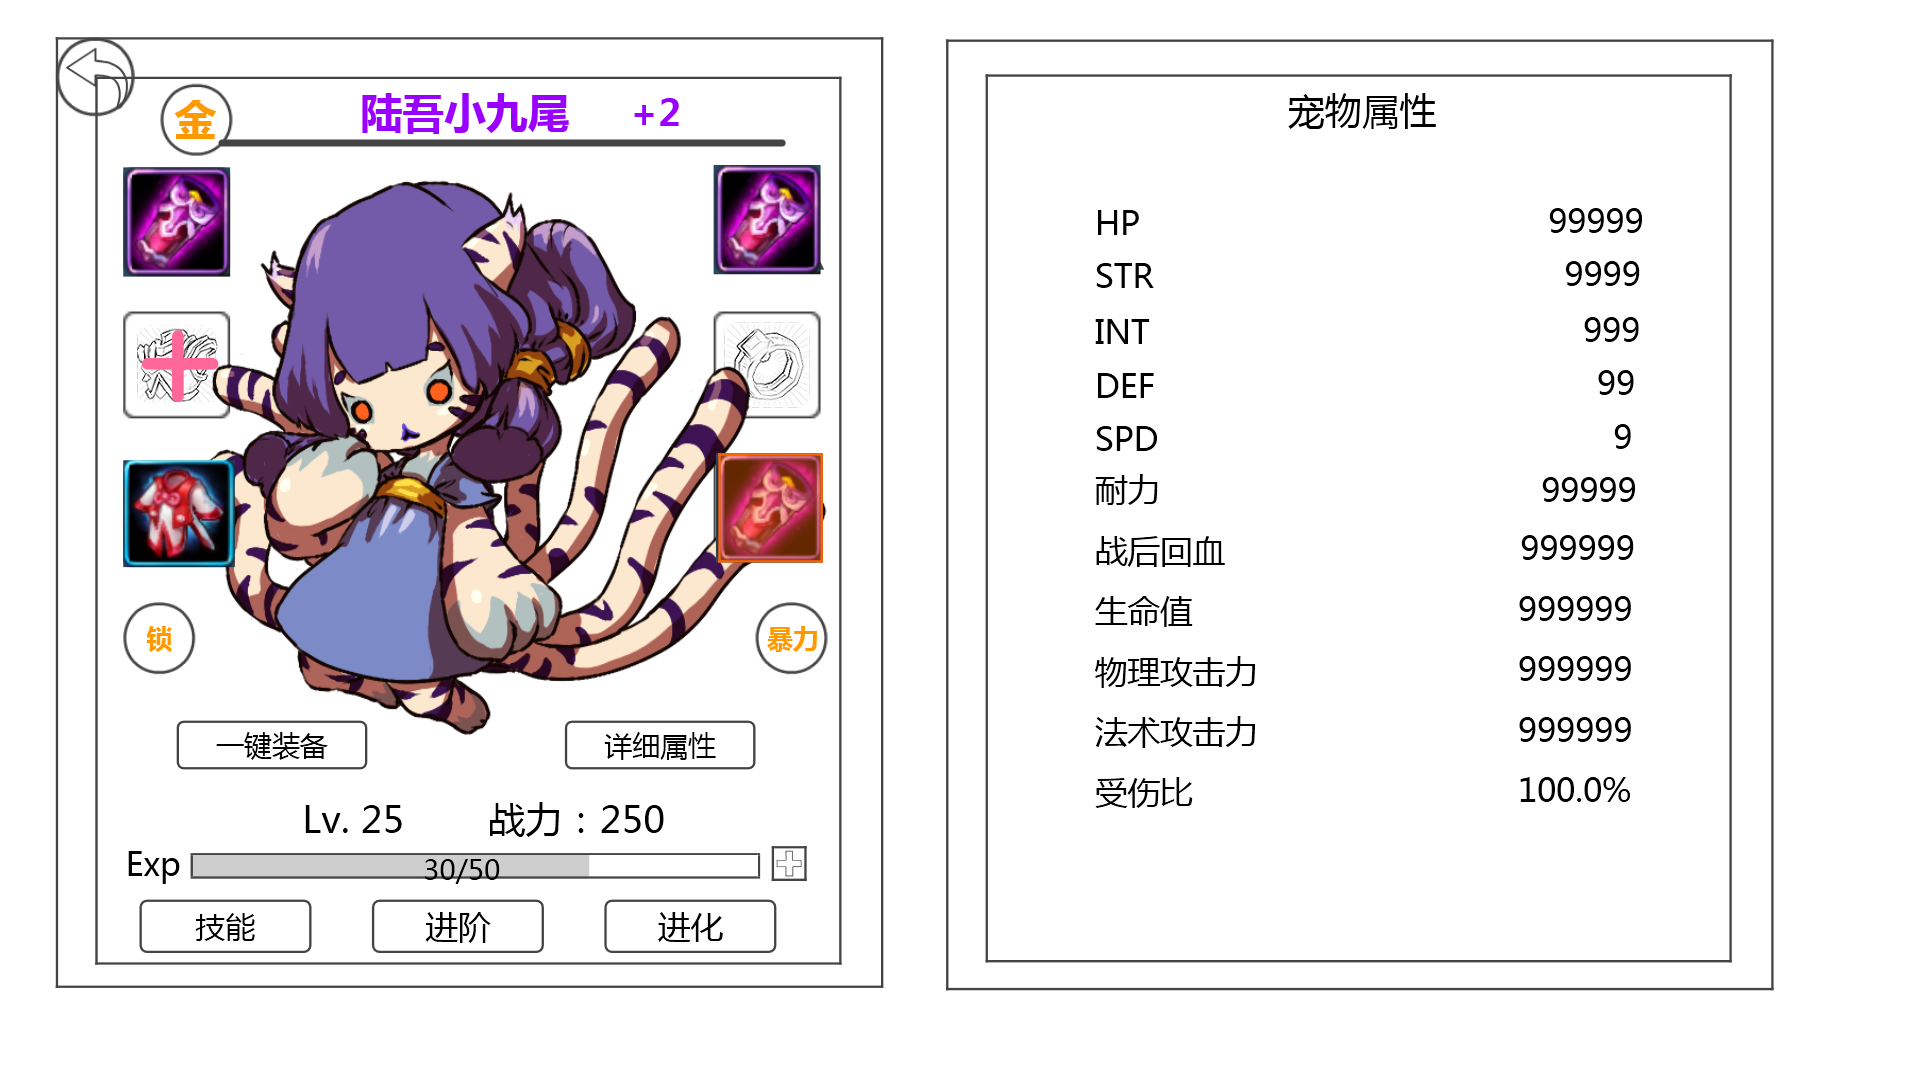 金 陆吾小九尾 +2
锁 暴力
一键装备 详细属性
Lv. 25 战力：250
Exp 30/50
技能 进阶 进化
宠物属性
HP 99999
STR 9999
INT 999
DEF 99
SPD 9
耐力 99999
战后回血 999999
生命值 999999
物理攻击力 999999
法术攻击力 999999
受伤比 100.0%